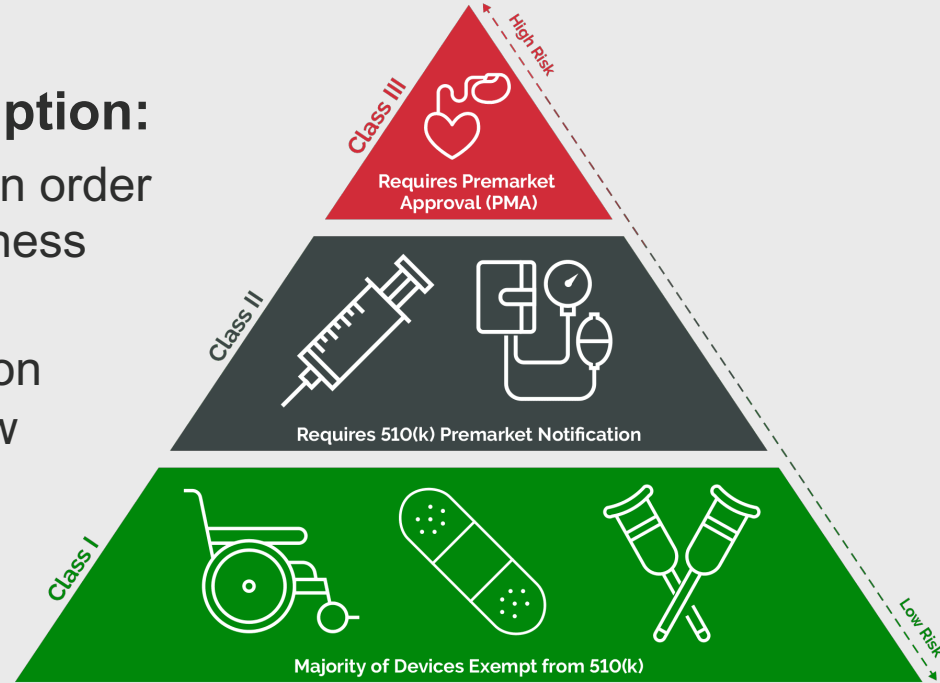 ption:
n order
ness
on
w
High Risk
Class III
Requires Premarket
Approval (PMA)
Class II
Requires 510(k) Premarket Notification
Class I
Majority of Devices Exempt from 510(k)
Low Risk